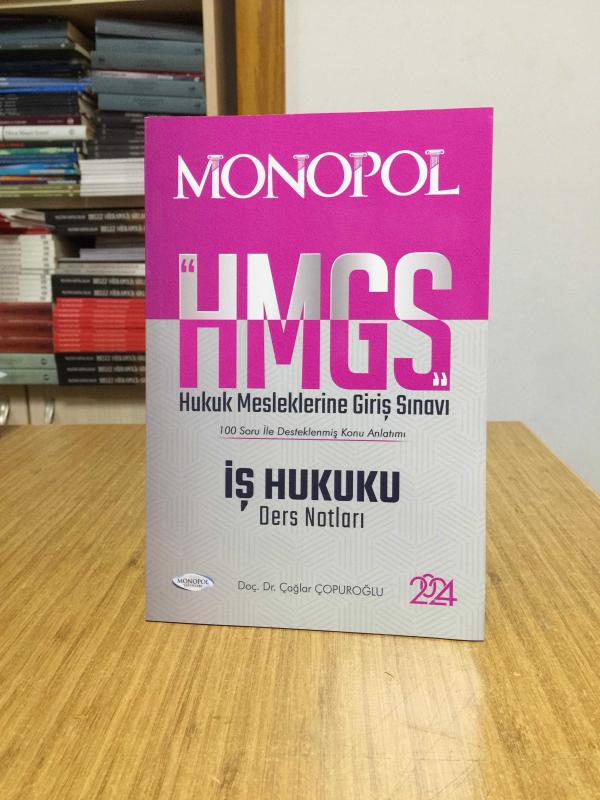 MONOPOL
"HMGS"
Hukuk Mesleklerine Giriş Sınavı
100 Soru İle Desteklenmiş Konu Anlatımı
İŞ HUKUKU
Ders Notları
MONOPOL
Doç. Dr. Çağlar ÇOPUROĞLU
2024